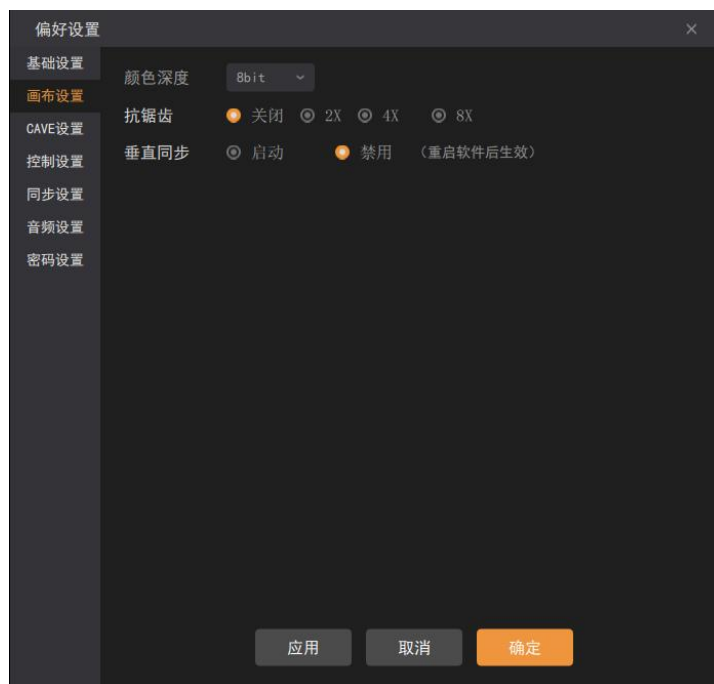 偏好设置
基础设置
画布设置
CAVE设置
控制设置
同步设置
音频设置
密码设置
颜色深度 8bit
抗锯齿 关闭 2X 4X 8X
垂直同步 启动 禁用 (重启软件后生效)
应用 取消 确定